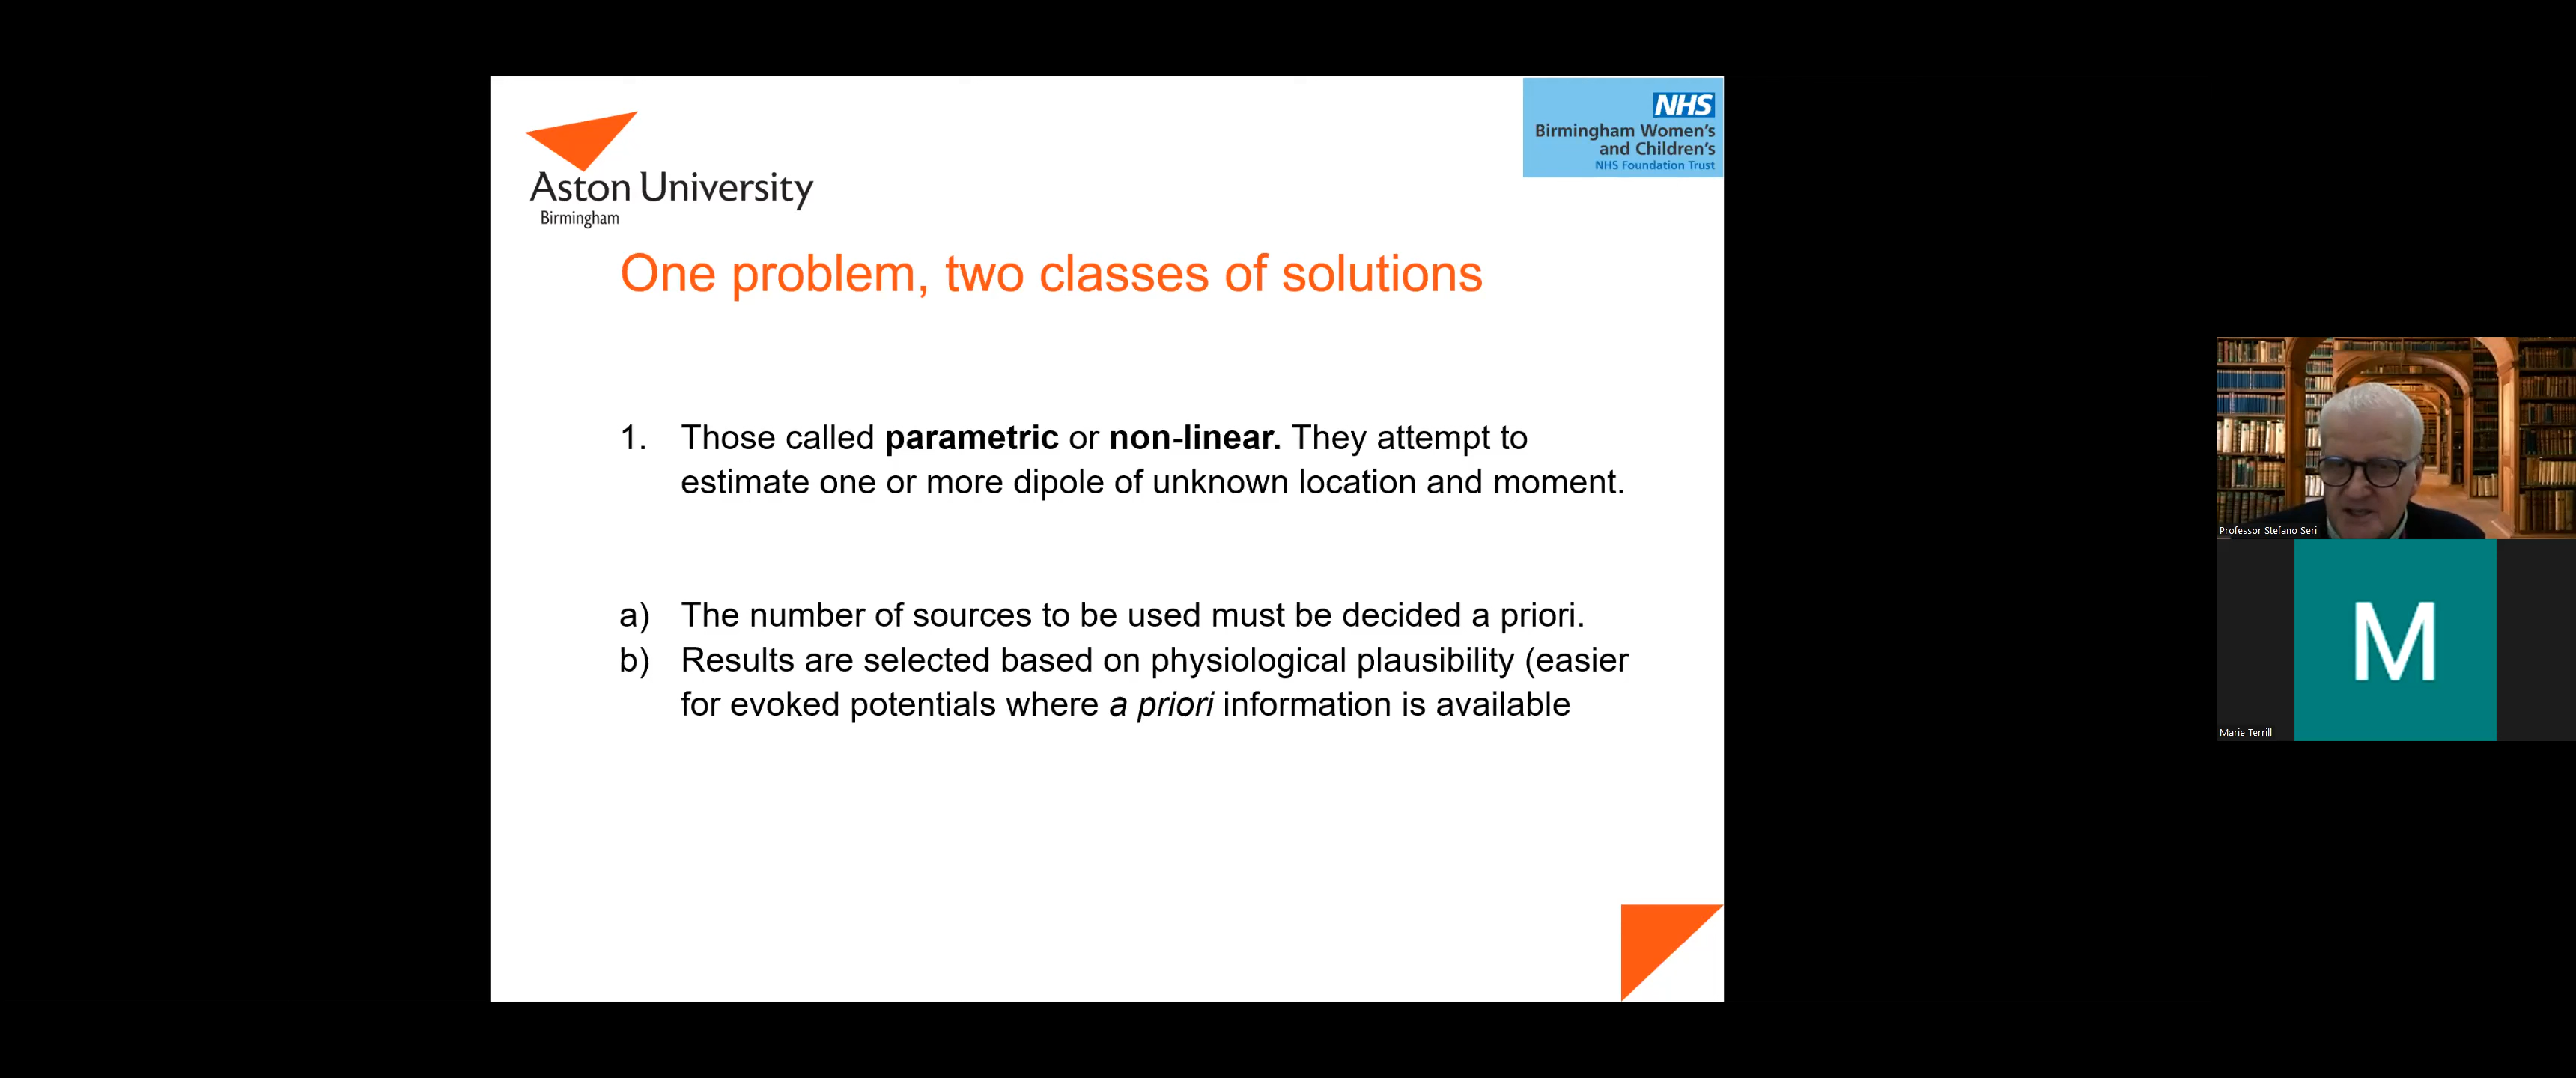 Aston University
Birmingham
NHS
Birmingham Women's
and Children's
NHS Foundation Trust
One problem, two classes of solutions
1. Those called parametric or non-linear. They attempt to
estimate one or more dipole of unknown location and moment.
a) The number of sources to be used must be decided a priori.
b) Results are selected based on physiological plausibility (easier
for evoked potentials where a priori information is available
Professor Stefano Seri
M
Marie Terrill